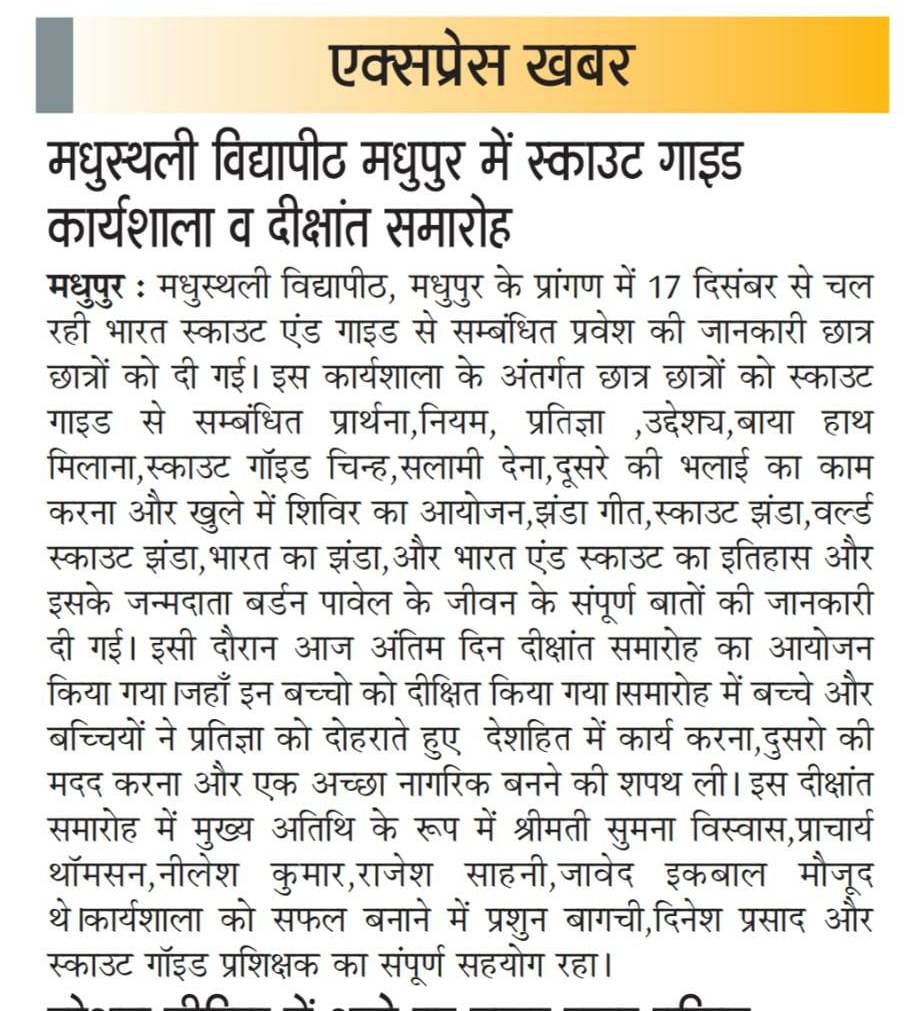 एक्सप्रेस खबर
मधुस्थली विद्यापीठ मधुपुर में स्काउट गाइड
कार्यशाला व दीक्षांत समारोह
मधुपुर : मधुस्थली विद्यापीठ, मधुपुर के प्रांगण में 17 दिसंबर से चल
रही भारत स्काउट एंड गाइड से सम्बंधित प्रवेश की जानकारी छात्र
छात्रों को दी गई। इस कार्यशाला के अंतर्गत छात्र छात्रों को स्काउट
गाइड से सम्बंधित प्रार्थना,नियम, प्रतिज्ञा ,उद्देश्य,बाया हाथ
मिलाना,स्काउट गॉइड चिन्ह,सलामी देना,दूसरे की भलाई का काम
करना और खुले में शिविर का आयोजन,झंडा गीत,स्काउट झंडा,वर्ल्ड
स्काउट झंडा,भारत का झंडा,और भारत एंड स्काउट का इतिहास और
इसके जन्मदाता बर्डन पावेल के जीवन के संपूर्ण बातों की जानकारी
दी गई। इसी दौरान आज अंतिम दिन दीक्षांत समारोह का आयोजन
किया गया।जहाँ इन बच्चो को दीक्षित किया गया।समारोह में बच्चे और
बच्चियों ने प्रतिज्ञा को दोहराते हुए देशहित में कार्य करना,दुसरो की
मदद करना और एक अच्छा नागरिक बनने की शपथ ली। इस दीक्षांत
समारोह में मुख्य अतिथि के रूप में श्रीमती सुमना विस्वास,प्राचार्य
थॉमसन,नीलेश कुमार,राजेश साहनी,जावेद इकबाल मौजूद
थे।कार्यशाला को सफल बनाने में प्रशुन बागची,दिनेश प्रसाद और
स्काउट गॉइड प्रशिक्षक का संपूर्ण सहयोग रहा।